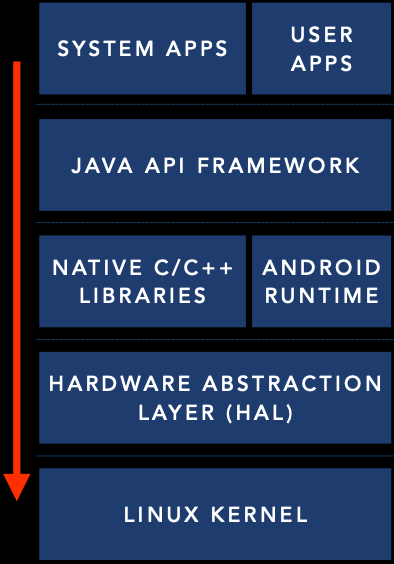 SYSTEM APPS
USER
APPS
JAVA API FRAMEWORK
NATIVE C/C++
LIBRARIES
ANDROID
RUNTIME
HARDWARE ABSTRACTION
LAYER (HAL)
LINUX KERNEL